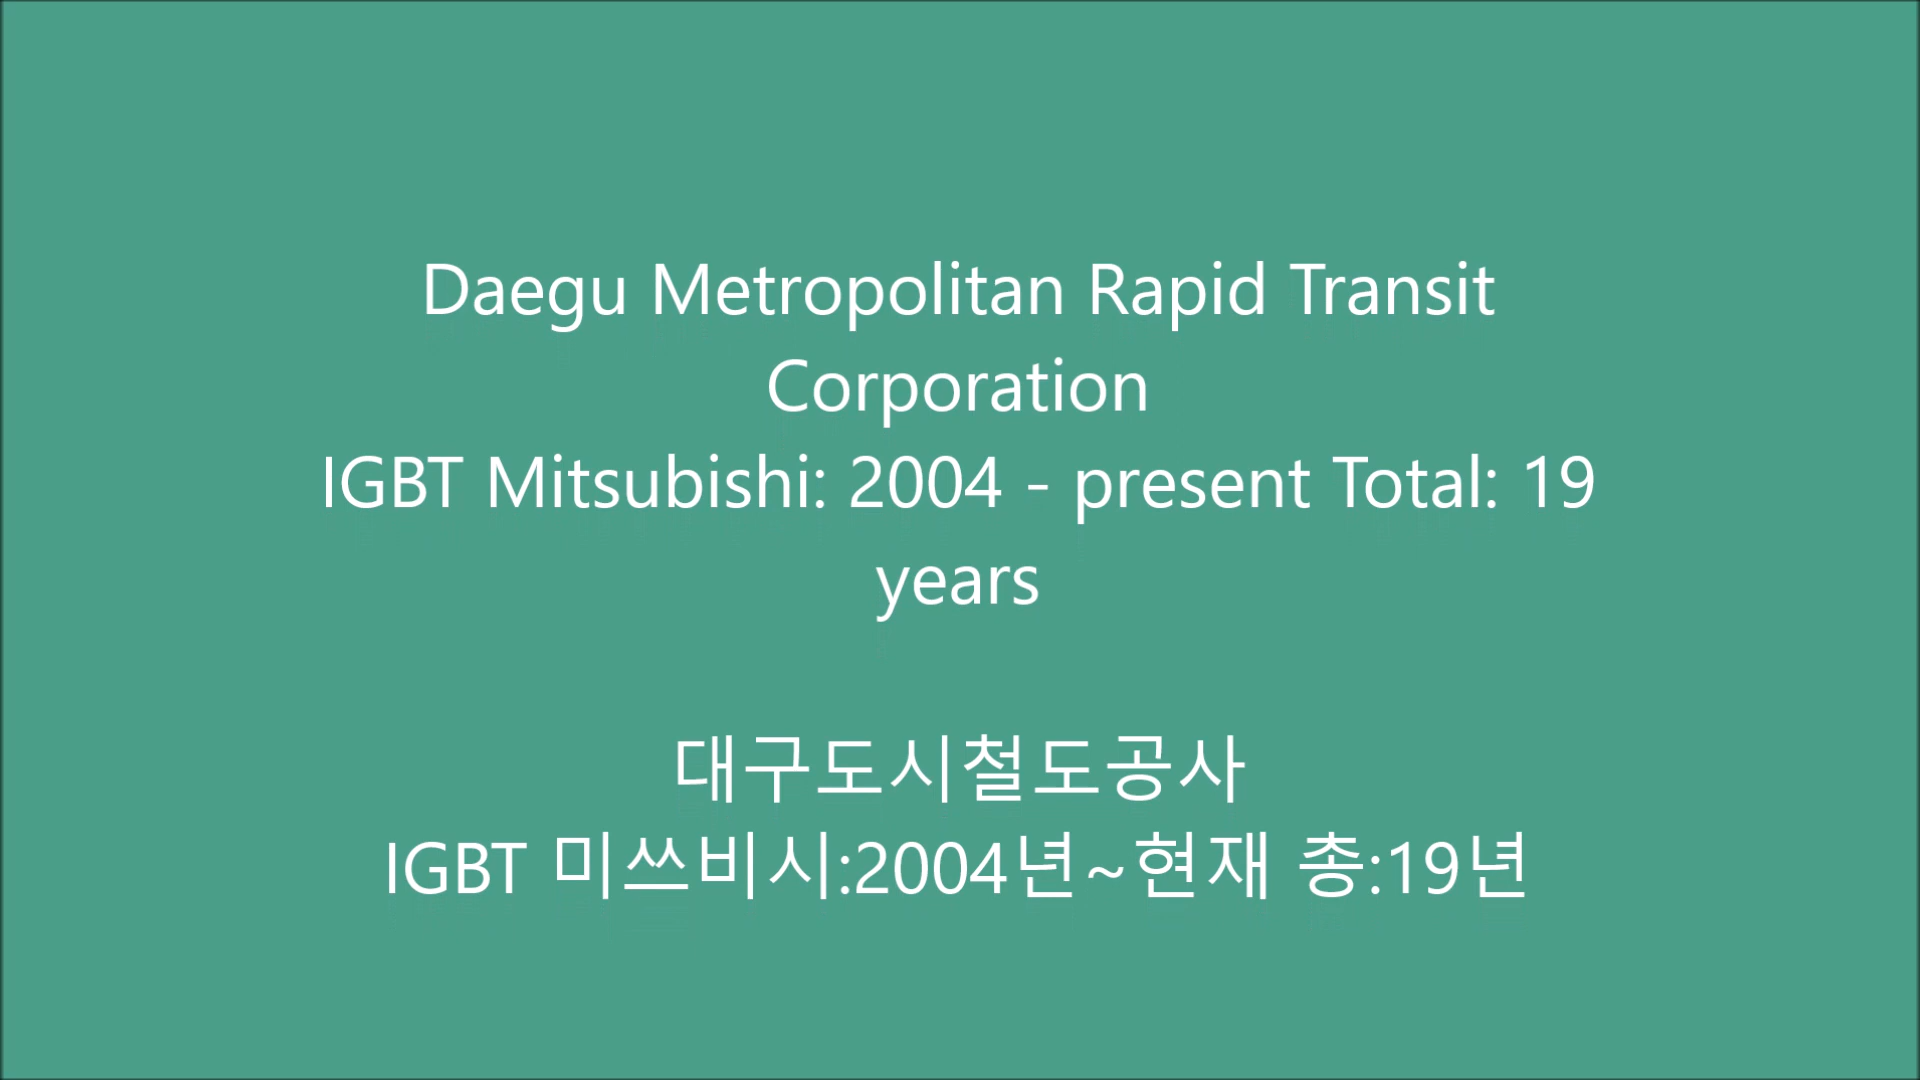 Daegu Metropolitan Rapid Transit
Corporation
IGBT Mitsubishi: 2004 - present Total: 19
years
대구도시철도공사
IGBT 미쓰비시:2004년~현재 총:19년